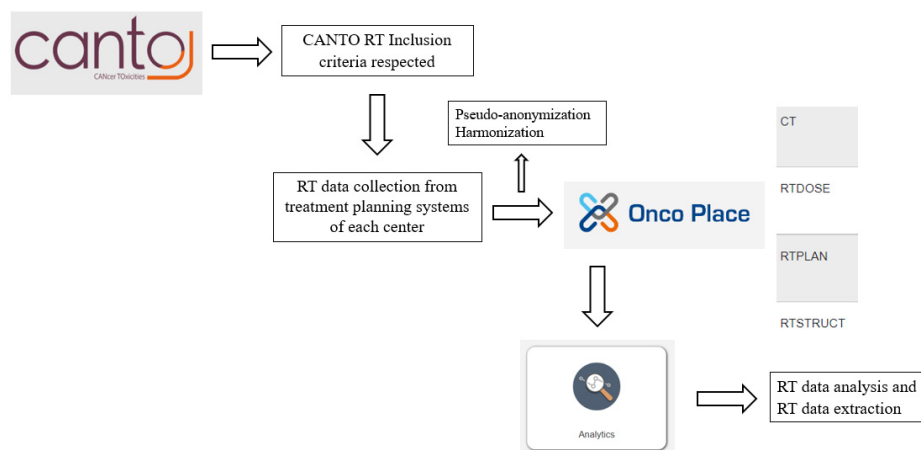 canto
CANcer TOxicities
CANTO RT Inclusion
criteria respected
Pseudo-anonymization
Harmonization
RT data collection from
treatment planning systems
of each center
Onco Place
CT
RTDOSE
RTPLAN
RTSTRUCT
Analytics
RT data analysis and
RT data extraction